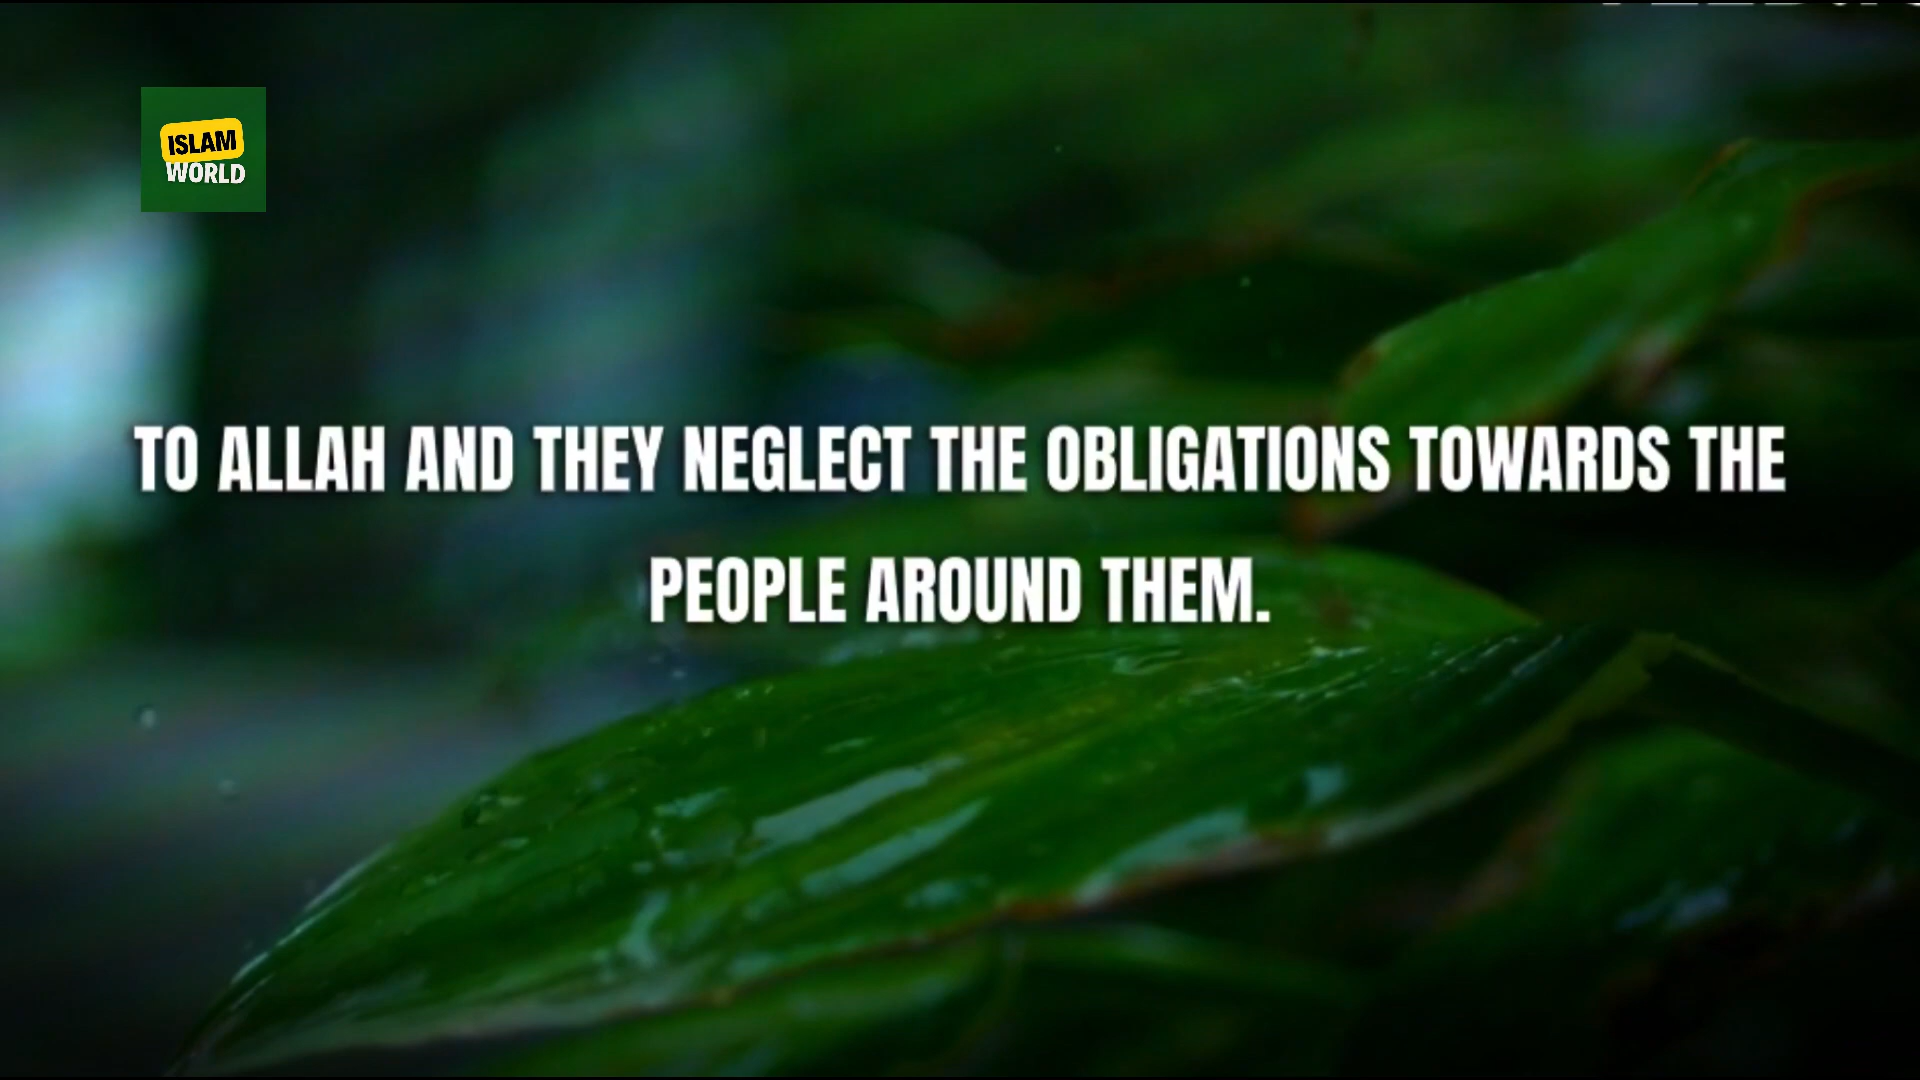 ISLAM
WORLD
TO ALLAH AND THEY NEGLECT THE OBLIGATIONS TOWARDS THE
PEOPLE AROUND THEM.